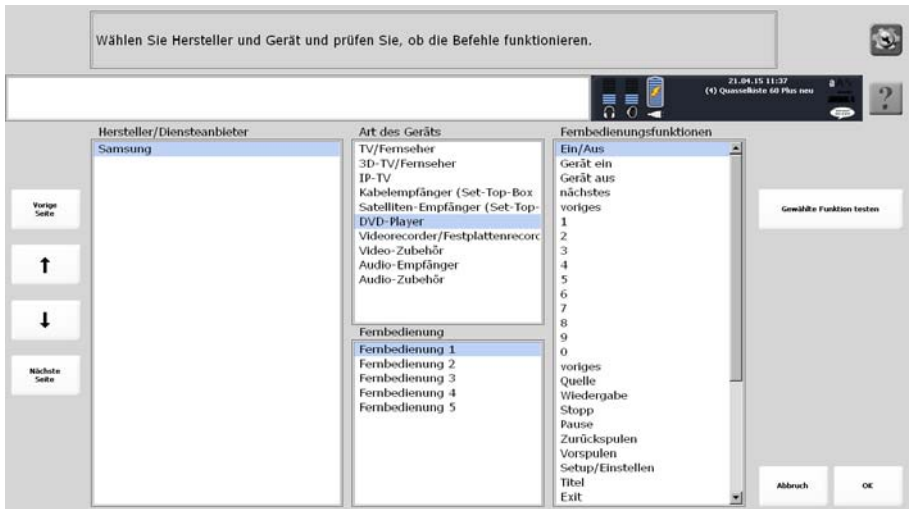 Wählen Sie Hersteller und Gerät und prüfen Sie, ob die Befehle funktionieren.
21.04.15 11:37
(4) Quasselkiste 60 Plus neu
?
Hersteller/Diensteanbieter
Samsung
Art des Geräts
TV/Fernseher
3D-TV/Fernseher
IP-TV
Kabelempfänger (Set-Top-Box
Satelliten-Empfänger (Set-Top-
DVD-Player
Videorecorder/Festplattenrecorc
Video-Zubehör
Audio-Empfänger
Audio-Zubehör
Fernbedienung
Fernbedienung 1
Fernbedienung 2
Fernbedienung 3
Fernbedienung 4
Fernbedienung 5
Fernbedienungsfunktionen
Ein/Aus
Gerät ein
Gerät aus
nächstes
voriges
1
2
3
4
5
6
7
8
9
0
voriges
Quelle
Wiedergabe
Stopp
Pause
Zurückspulen
Vorspulen
Setup/Einstellen
Titel
Exit
Vorige
Seite
Nächste
Seite
Gewählte Funktion testen
Abbruch
OK